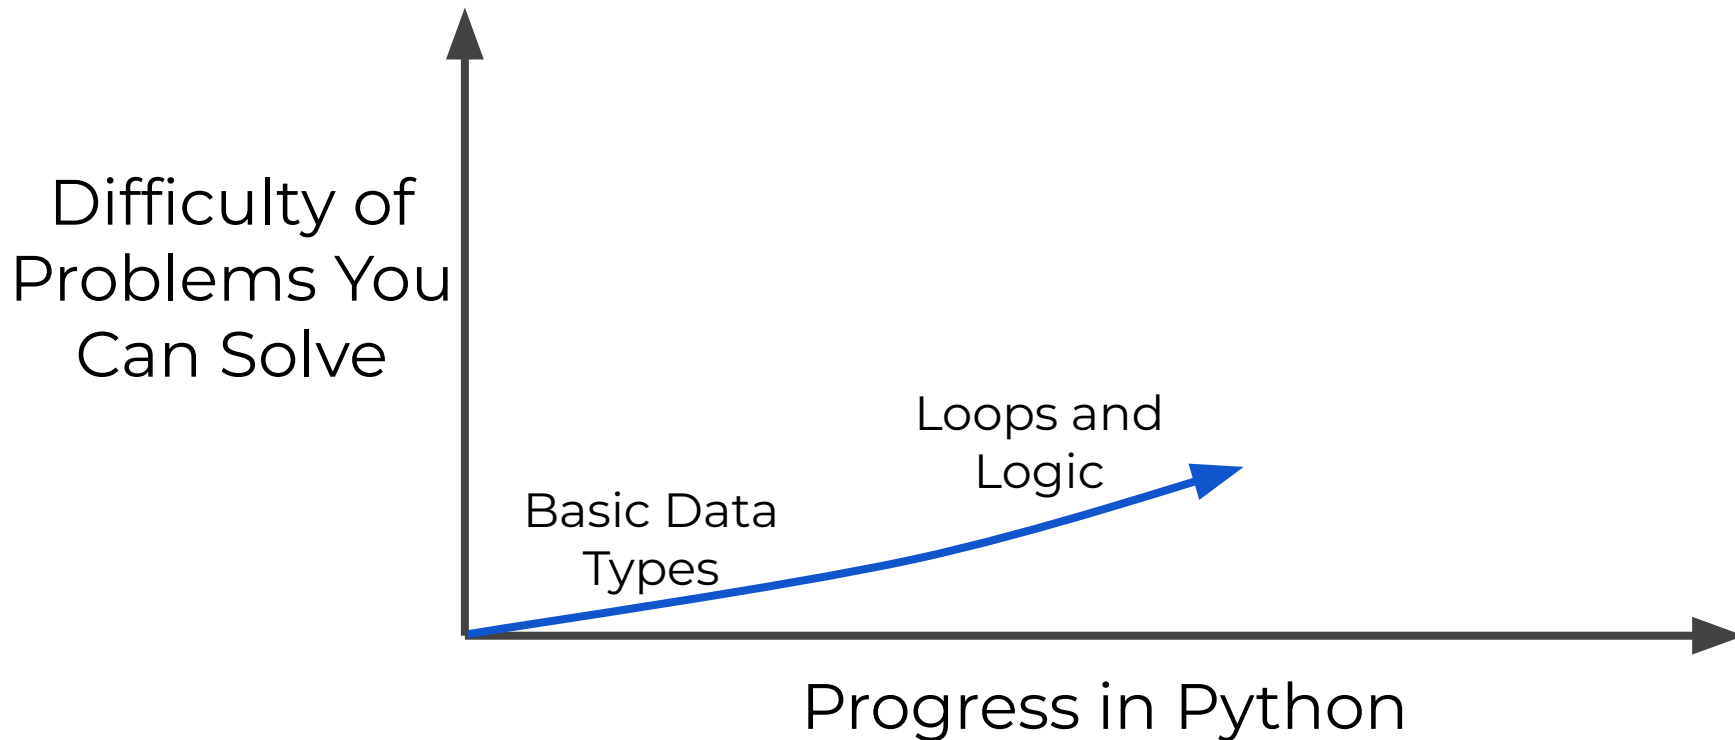 Difficulty of
Problems You
Can Solve
Loops and
Logic
Basic Data
Types
Progress in Python